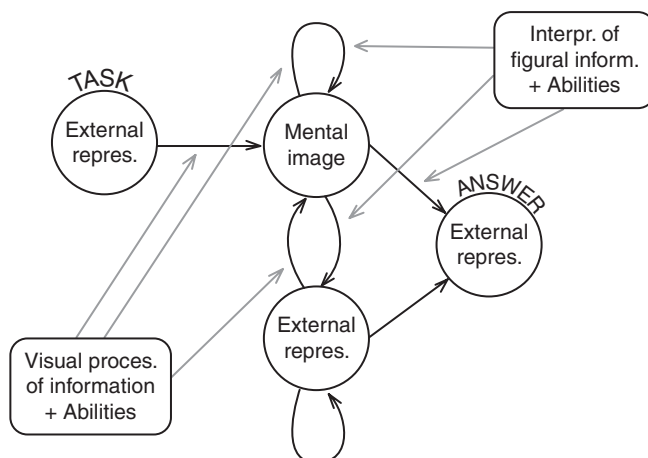 TASK
External
repres.
Mental
image
Interpr. of
figural inform.
+ Abilities
ANSWER
External
repres.
External
repres.
Visual proces.
of information
+ Abilities